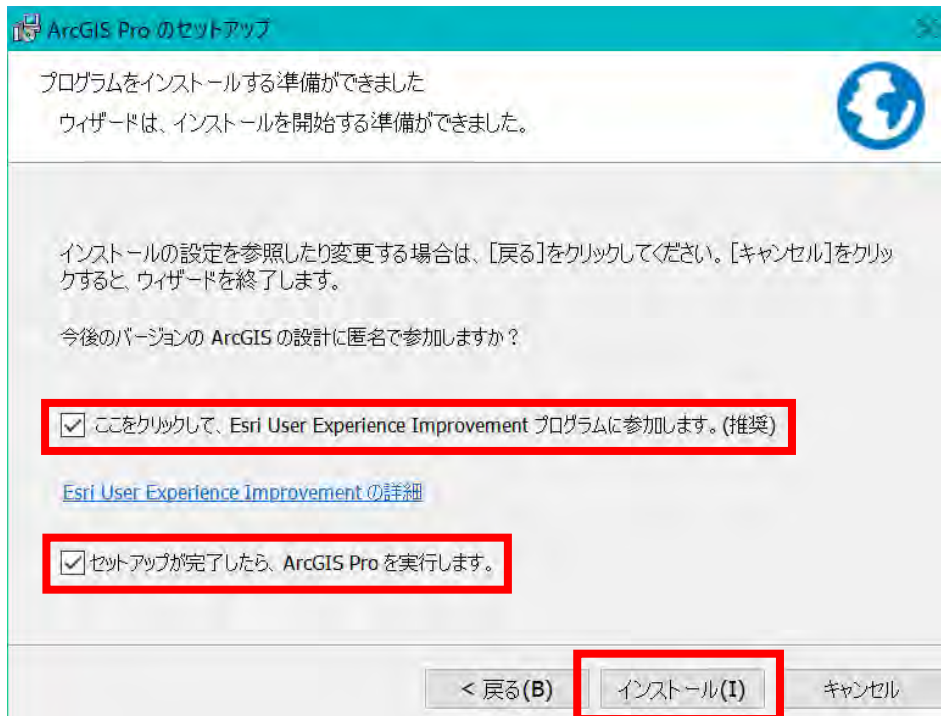 ArcGIS Pro のセットアップ
プログラムをインストールする準備ができました
ウィザードは、インストールを開始する準備ができました。
インストールの設定を参照したり変更する場合は、[戻る]をクリックしてください。[キャンセル]をクリッ
クすると、ウィザードを終了します。
今後のバージョンの ArcGIS の設計に匿名で参加しますか？
ここをクリックして、Esri User Experience Improvement プログラムに参加します。(推奨)
Esri User Experience Improvement の詳細
セットアップが完了したら、ArcGIS Pro を実行します。
< 戻る(B) インストール(I) キャンセル